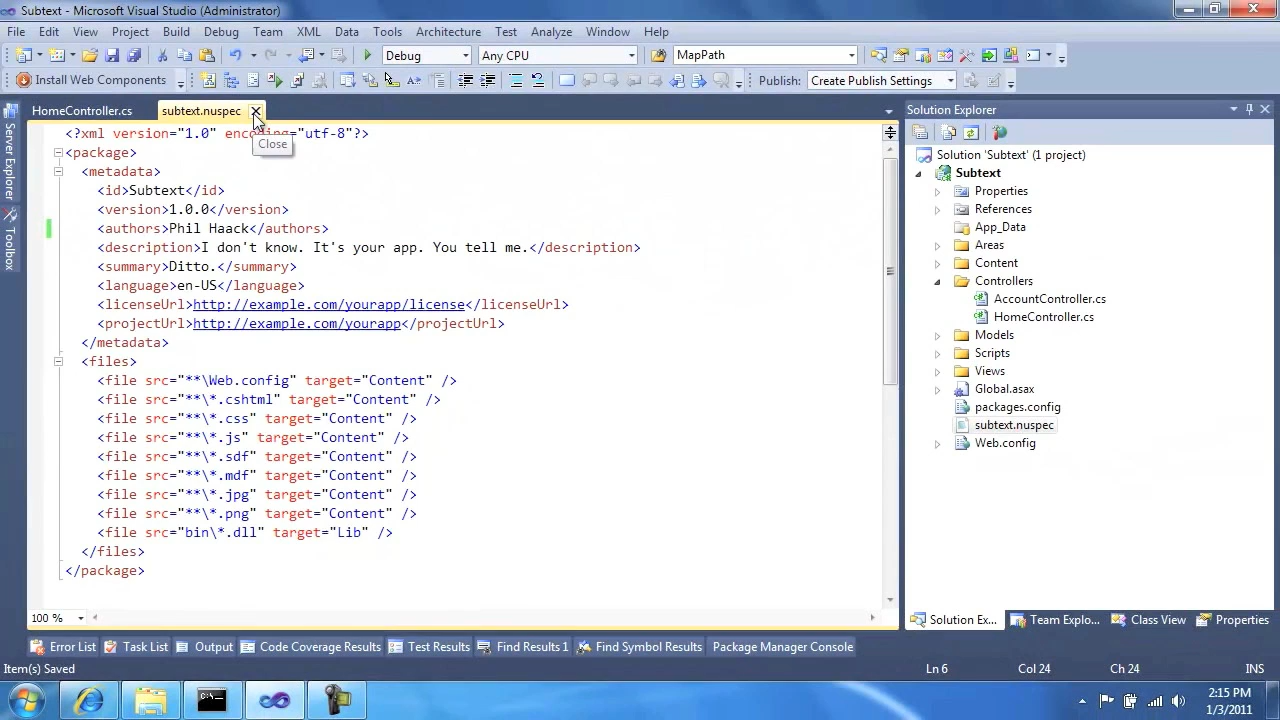 Subtext - Microsoft Visual Studio (Administrator)
File Edit View Project Build Debug Team XML Data Tools Architecture Test Analyze Window Help
Debug Any CPU MapPath
Install Web Components Publish: Create Publish Settings
HomeController.cs subtext.nuspec
Close
Server Explorer
Toolbox
<?xml version="1.0" encoding="utf-8"?>
<package>
<metadata>
<id>Subtext</id>
<version>1.0.0</version>
<authors>Phil Haack</authors>
<description>I don't know. It's your app. You tell me.</description>
<summary>Ditto.</summary>
<language>en-US</language>
<licenseUrl>http://example.com/yourapp/license</licenseUrl>
<projectUrl>http://example.com/yourapp</projectUrl>
</metadata>
<files>
<file src="**\Web.config" target="Content" />
<file src="**\*.cshtml" target="Content" />
<file src="**\*.css" target="Content" />
<file src="**\*.js" target="Content" />
<file src="**\*.sdf" target="Content" />
<file src="**\*.mdf" target="Content" />
<file src="**\*.jpg" target="Content" />
<file src="**\*.png" target="Content" />
<file src="bin\*.dll" target="Lib" />
</files>
</package>
100 %
Solution Explorer
Solution 'Subtext' (1 project)
Subtext
Properties
References
App_Data
Areas
Content
Controllers
AccountController.cs
HomeController.cs
Models
Scripts
Views
Global.asax
packages.config
subtext.nuspec
Web.config
Solution Ex... Team Explo... Class View Properties
Error List Task List Output Code Coverage Results Test Results Find Results 1 Find Symbol Results Package Manager Console
Item(s) Saved Ln 6 Col 24 Ch 24 INS
2:15 PM
1/3/2011